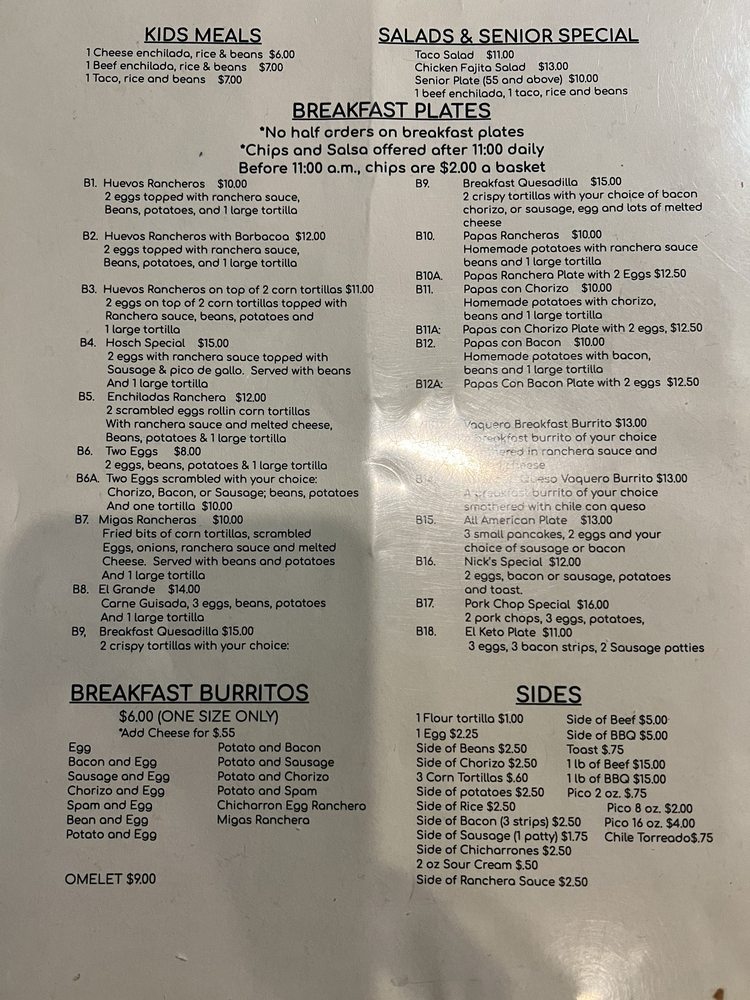 KIDS MEALS
1 Cheese enchilada, rice & beans $6.00
1 Beef enchilada, rice & beans $7.00
1 Taco, rice and beans $7.00
SALADS & SENIOR SPECIAL
Taco Salad $11.00
Chicken Fajita Salad $13.00
Senior Plate (55 and above) $10.00
1 beef enchilada, 1 taco, rice and beans
BREAKFAST PLATES
*No half orders on breakfast plates
*Chips and Salsa offered after 11:00 daily
Before 11:00 a.m., chips are $2.00 a basket
B1. Huevos Rancheros $10.00
2 eggs topped with ranchera sauce,
Beans, potatoes, and 1 large tortilla
B2. Huevos Rancheros with Barbacoa $12.00
2 eggs topped with ranchera sauce,
Beans, potatoes, and 1 large tortilla
B3. Huevos Rancheros on top of 2 corn tortillas $11.00
2 eggs on top of 2 corn tortillas topped with
Ranchera sauce, beans, potatoes and
1 large tortilla
B4. Hosch Special $15.00
2 eggs with ranchera sauce topped with
Sausage & pico de gallo. Served with beans
And 1 large tortilla
B5. Enchiladas Ranchera $12.00
2 scrambled eggs rollin corn tortillas
With ranchera sauce and melted cheese,
Beans, potatoes & 1 large tortilla
B6. Two Eggs $8.00
2 eggs, beans, potatoes & 1 large tortilla
B6A. Two Eggs scrambled with your choice:
Chorizo, Bacon, or Sausage; beans, potatoes
And one tortilla $10.00
B7. Migas Rancheras $10.00
Fried bits of corn tortillas, scrambled
Eggs, onions, ranchera sauce and melted
Cheese. Served with beans and potatoes
And 1 large tortilla
B8. El Grande $14.00
Carne Guisada, 3 eggs, beans, potatoes
And 1 large tortilla
B9, Breakfast Quesadilla $15.00
2 crispy tortillas with your choice:
B9. Breakfast Quesadilla $15.00
2 crispy tortillas with your choice of bacon
chorizo, or sausage, egg and lots of melted
cheese
B10. Papas Rancheras $10.00
Homemade potatoes with ranchera sauce
beans and 1 large tortilla
B10A. Papas Ranchera Plate with 2 Eggs $12.50
B11. Papas con Chorizo $10.00
Homemade potatoes with chorizo,
beans and 1 large tortilla
B11A: Papas con Chorizo Plate with 2 eggs, $12.50
B12. Papas con Bacon $10.00
Homemade potatoes with bacon,
beans and 1 large tortilla
B12A: Papas Con Bacon Plate with 2 eggs $12.50
Vaquero Breakfast Burrito $13.00
breakfast burrito of your choice
in ranchera sauce and
cheese
Queso Vaquero Burrito $13.00
A breakfast burrito of your choice
smothered with chile con queso
B15. All American Plate $13.00
3 small pancakes, 2 eggs and your
choice of sausage or bacon
B16. Nick's Special $12.00
2 eggs, bacon or sausage, potatoes
and toast.
B17. Pork Chop Special $16.00
2 pork chops, 3 eggs, potatoes,
B18. El Keto Plate $11.00
3 eggs, 3 bacon strips, 2 Sausage patties
BREAKFAST BURRITOS
$6.00 (ONE SIZE ONLY)
*Add Cheese for $.55
Egg
Bacon and Egg
Sausage and Egg
Chorizo and Egg
Spam and Egg
Bean and Egg
Potato and Egg
Potato and Bacon
Potato and Sausage
Potato and Chorizo
Potato and Spam
Chicharron Egg Ranchero
Migas Ranchera
OMELET $9.00
SIDES
1 Flour tortilla $1.00
1 Egg $2.25
Side of Beans $2.50
Side of Chorizo $2.50
3 Corn Tortillas $.60
Side of potatoes $2.50
Side of Rice $2.50
Side of Bacon (3 strips) $2.50
Side of Sausage (1 patty) $1.75
Side of Chicharrones $2.50
2 oz Sour Cream $.50
Side of Ranchera Sauce $2.50
Side of Beef $5.00
Side of BBQ $5.00
Toast $.75
1 lb of Beef $15.00
1 lb of BBQ $15.00
Pico 2 oz. $.75
Pico 8 oz. $2.00
Pico 16 oz. $4.00
Chile Torreado$.75